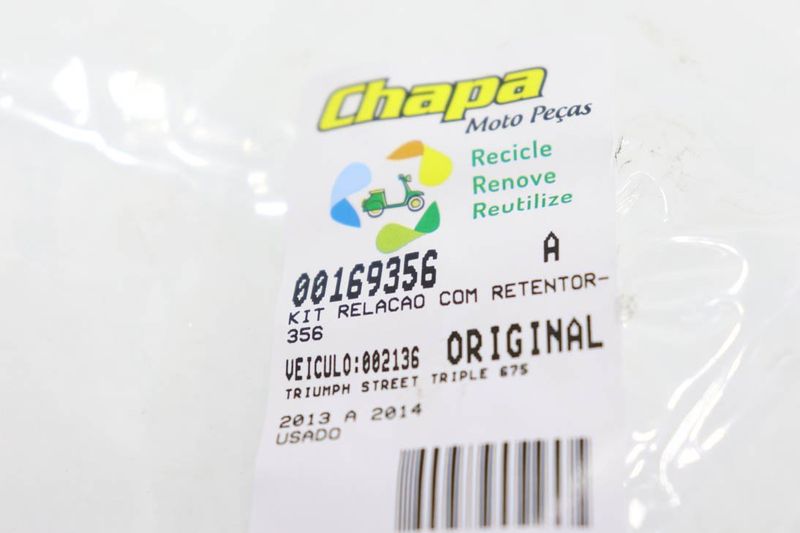 Chapa
Moto Peças
Recicle
Renove
Reutilize
00169356 A
KIT RELACAO COM RETENTOR-
356
VEICULO:002136 ORIGINAL
TRIUMPH STREET TRIPLE 675
2013 A 2014
USADO